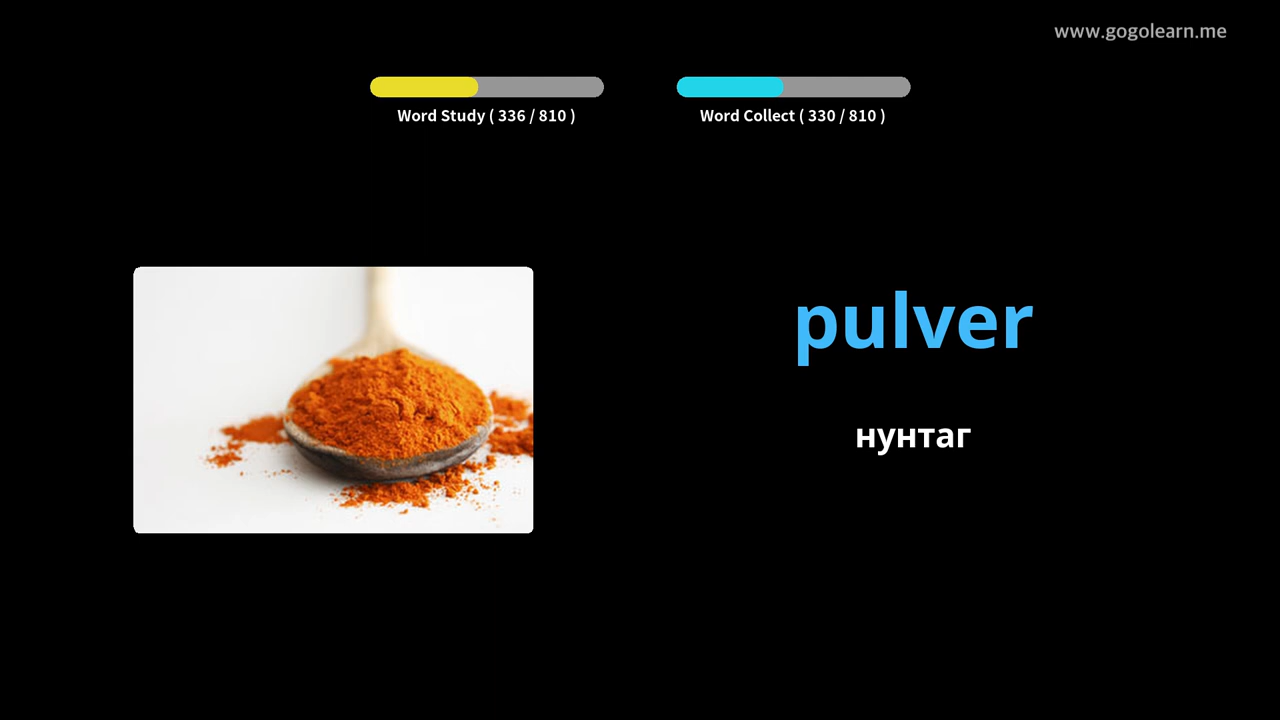 www.gogolearn.me
Word Study ( 336 / 810 )
Word Collect ( 330 / 810 )
pulver
нунтаг